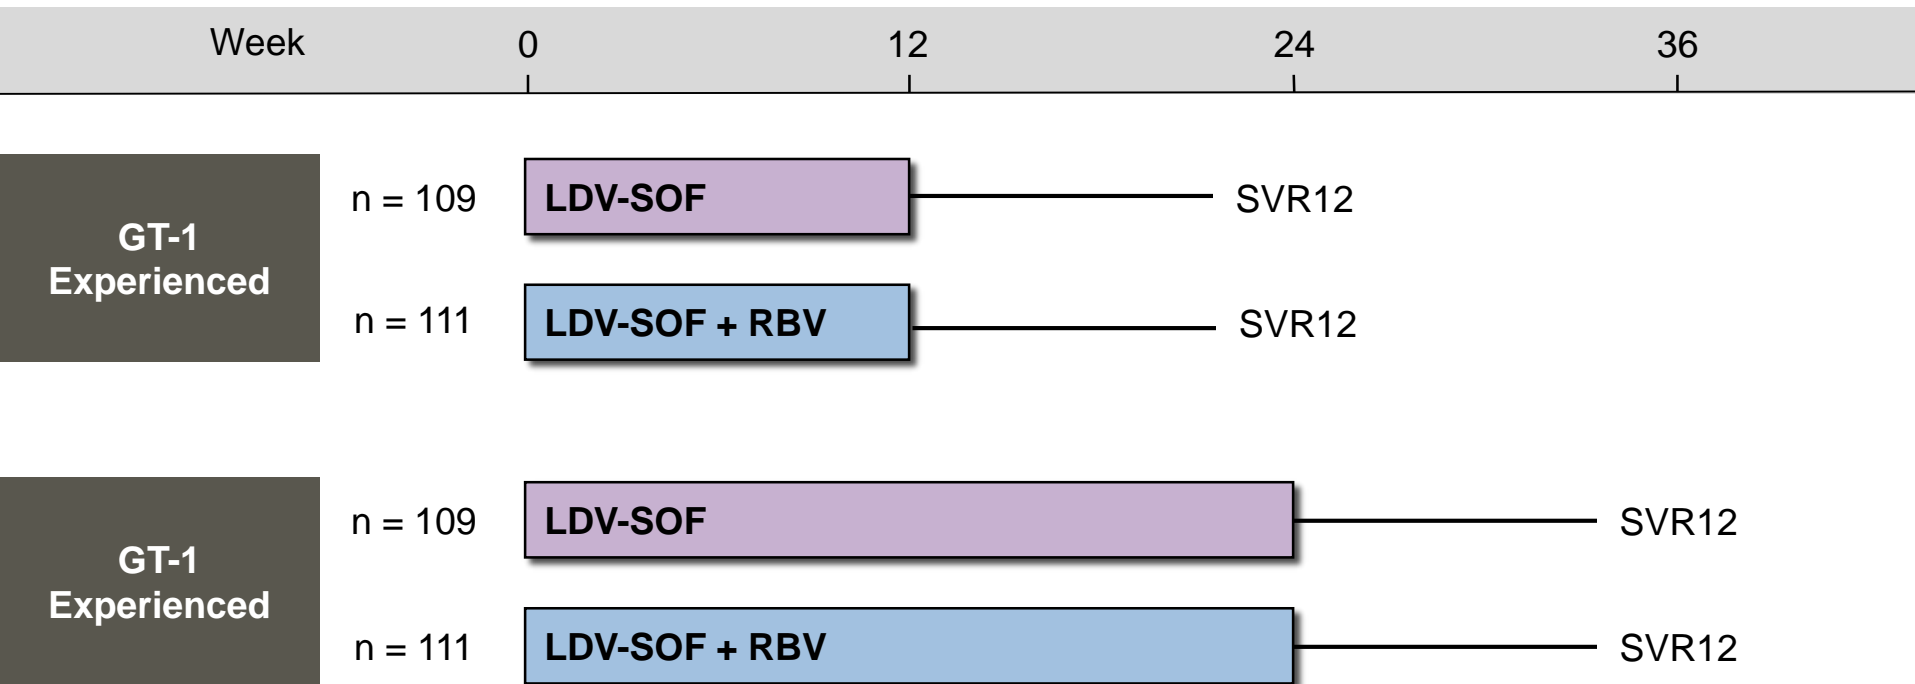 Week 0 12 24 36
GT-1
Experienced
n = 109 LDV-SOF SVR12
n = 111 LDV-SOF + RBV SVR12
GT-1
Experienced
n = 109 LDV-SOF SVR12
n = 111 LDV-SOF + RBV SVR12